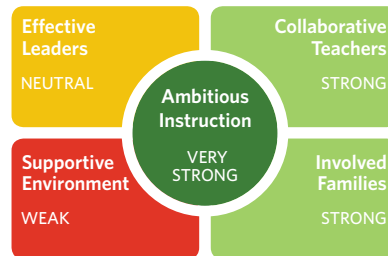 Effective
Leaders
NEUTRAL
Collaborative
Teachers
STRONG
Ambitious
Instruction
VERY
STRONG
Supportive
Environment
WEAK
Involved
Families
STRONG